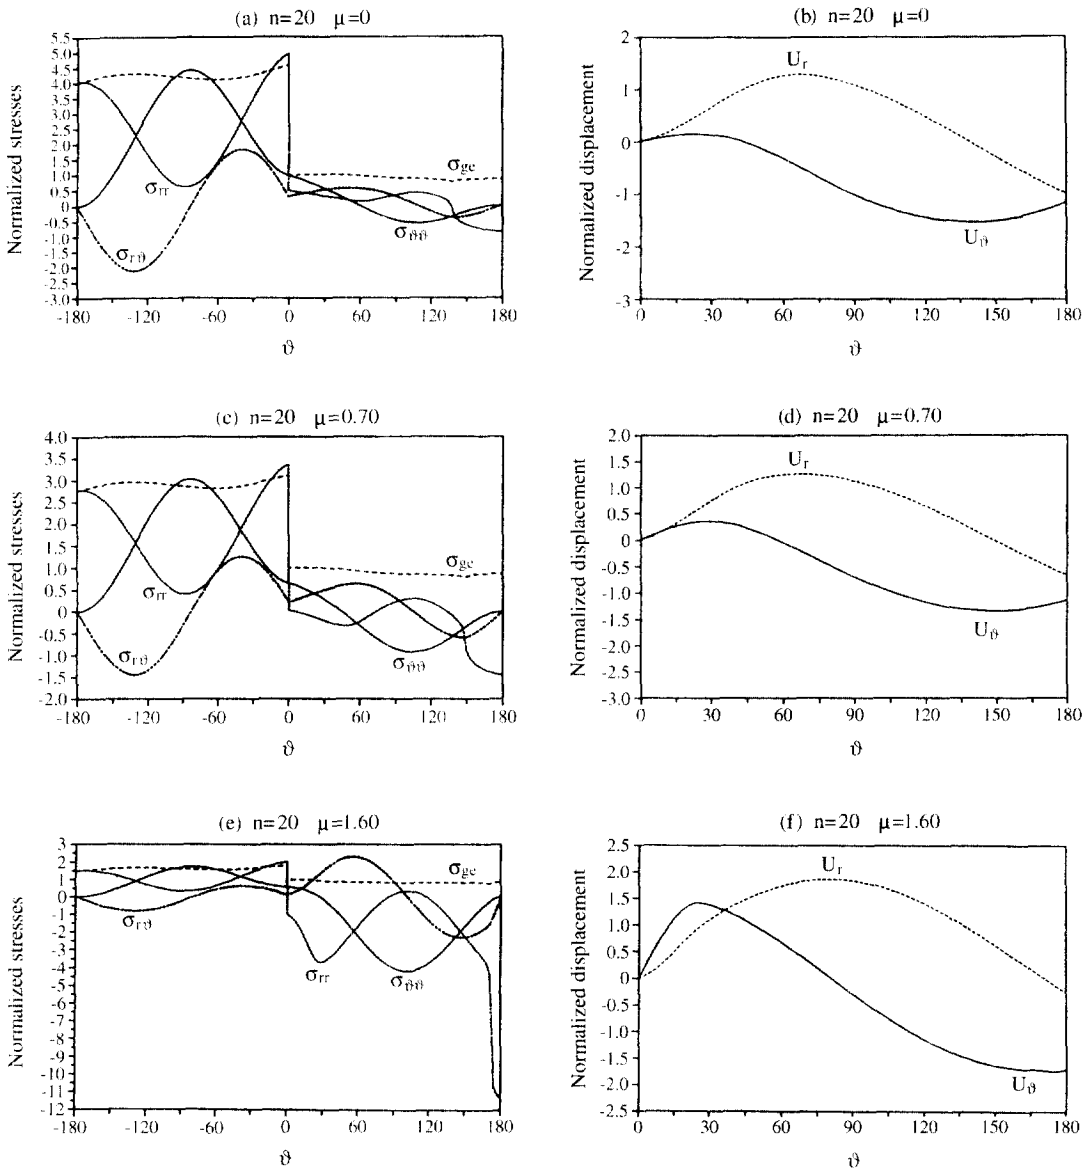 (a) n=20 μ=0
5.5
5.0
4.5
4.0
3.5
3.0
2.5
2.0
1.5
1.0
0.5
0
-0.5
-1.0
-1.5
-2.0
-2.5
-3.0
Normalized stresses
σrr
σrϑ
σge
σϑϑ
-180 -120 -60 0 60 120 180
ϑ
(b) n=20 μ=0
2
1
0
-1
-2
-3
Normalized displacement
Ur
Uϑ
0 30 60 90 120 150 180
ϑ
(c) n=20 μ=0.70
4.0
3.5
3.0
2.5
2.0
1.5
1.0
0.5
0
-0.5
-1.0
-1.5
-2.0
Normalized stresses
σge
σrr
σrϑ
σϑϑ
-180 -120 -60 0 60 120 180
ϑ
(d) n=20 μ=0.70
2.0
1.5
1.0
0.5
0
-0.5
-1.0
-1.5
-2.0
-2.5
-3.0
Normalized displacement
Ur
Uϑ
0 30 60 90 120 150 180
ϑ
(e) n=20 μ=1.60
3
2
1
0
-1
-2
-3
-4
-5
-6
-7
-8
-9
-10
-11
-12
Normalized stresses
σge
σrϑ
σrr
σϑϑ
-180 -120 -60 0 60 120 180
ϑ
(f) n=20 μ=1.60
2.5
2.0
1.5
1.0
0.5
0
-0.5
-1.0
-1.5
-2.0
-2.5
Normalized displacement
Ur
Uϑ
0 30 60 90 120 150 180
ϑ